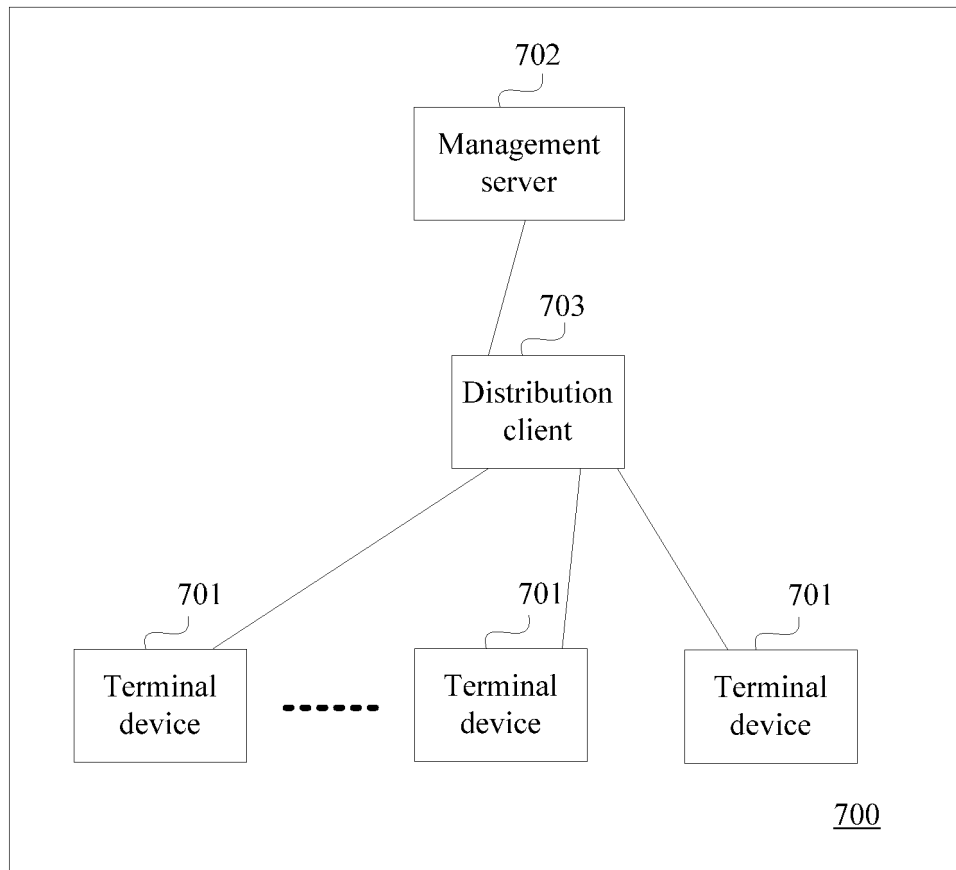 702
Management
server
703
Distribution
client
701
701
701
Terminal
device
Terminal
device
Terminal
device
700